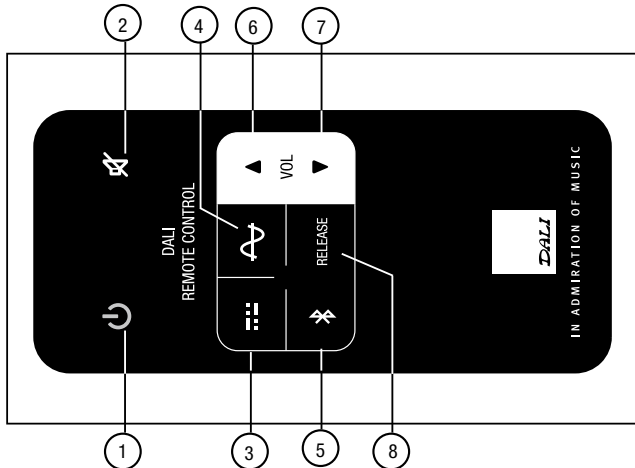 2
4
6
7
DALI
REMOTE CONTROL
VOL
RELEASE
DALI
IN ADMIRATION OF MUSIC
1
3
5
8